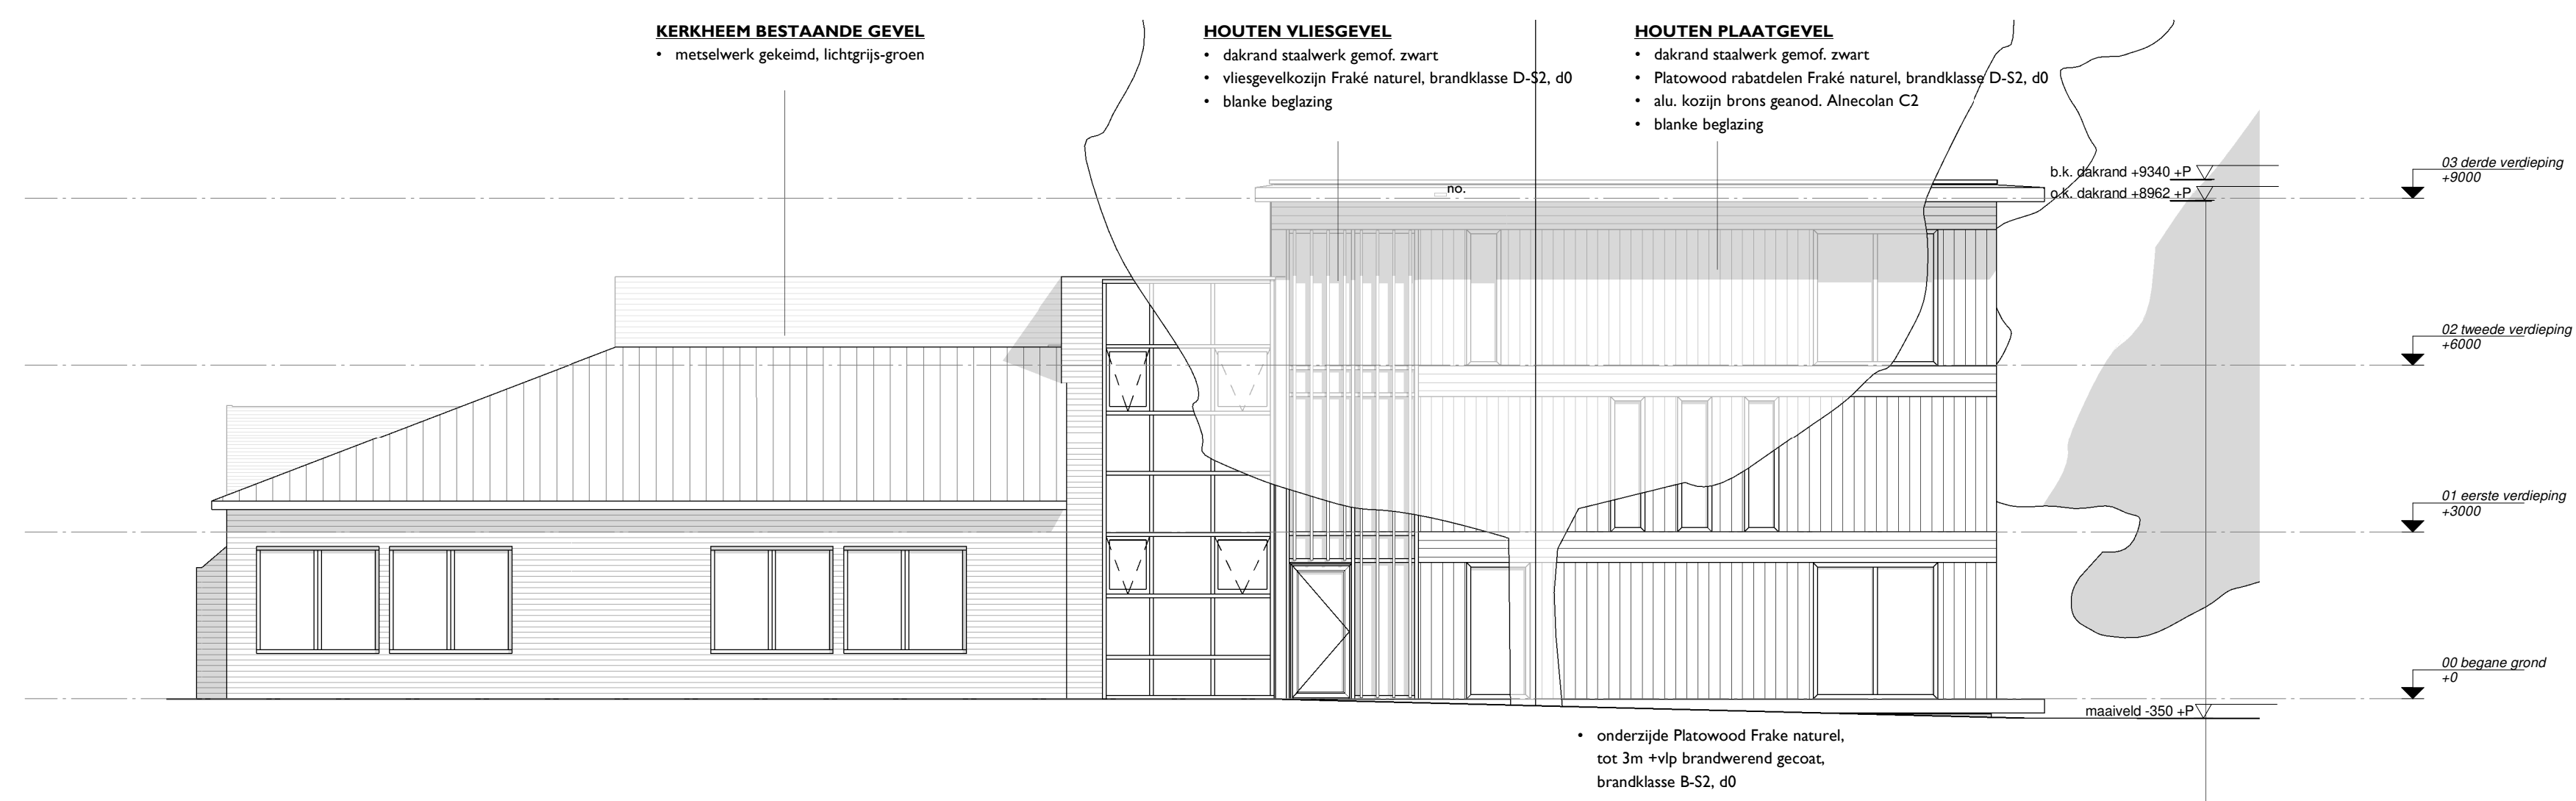 KERKHEEM BESTAANDE GEVEL
• metselwerk gekeimd, lichtgrijs-groen
HOUTEN VLIESGEVEL
• dakrand staalwerk gemof. zwart
• vliesgevelkozijn Fraké naturel, brandklasse D-S2, d0
• blanke beglazing
HOUTEN PLAATGEVEL
• dakrand staalwerk gemof. zwart
• Platowood rabatdelen Fraké naturel, brandklasse D-S2, d0
• alu. kozijn brons geanod. Alnecolan C2
• blanke beglazing
no.
b.k. dakrand +9340 +P
o.k. dakrand +8962 +P
03 derde verdieping
+9000
02 tweede verdieping
+6000
01 eerste verdieping
+3000
00 begane grond
+0
maaiveld -350 +P
• onderzijde Platowood Frake naturel,
tot 3m +vlp brandwerend gecoat,
brandklasse B-S2, d0